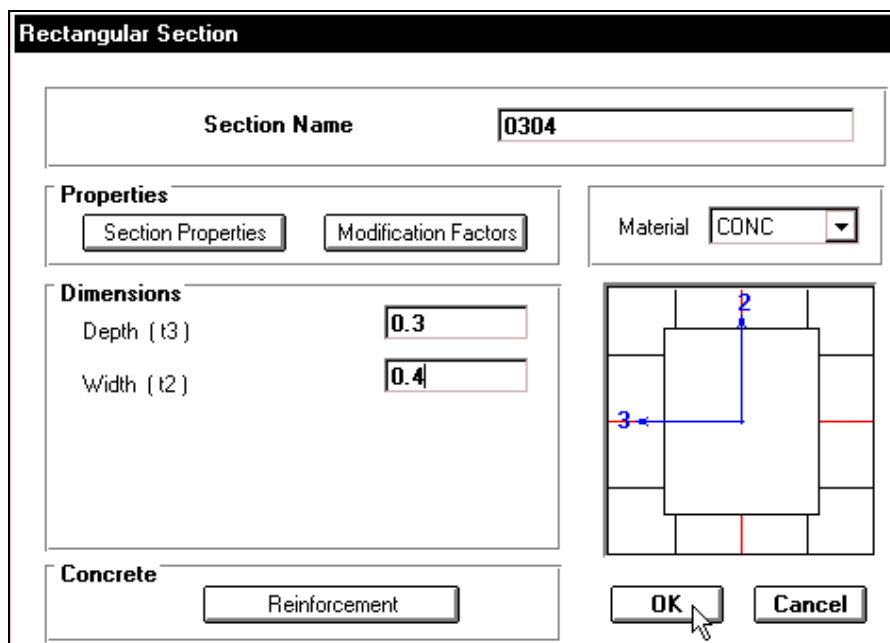 Rectangular Section
Section Name 0304
Properties
Section Properties Modification Factors
Material CONC
Dimensions
Depth ( t3 ) 0.3
Width ( t2 ) 0.4
2
3
Concrete
Reinforcement
OK Cancel